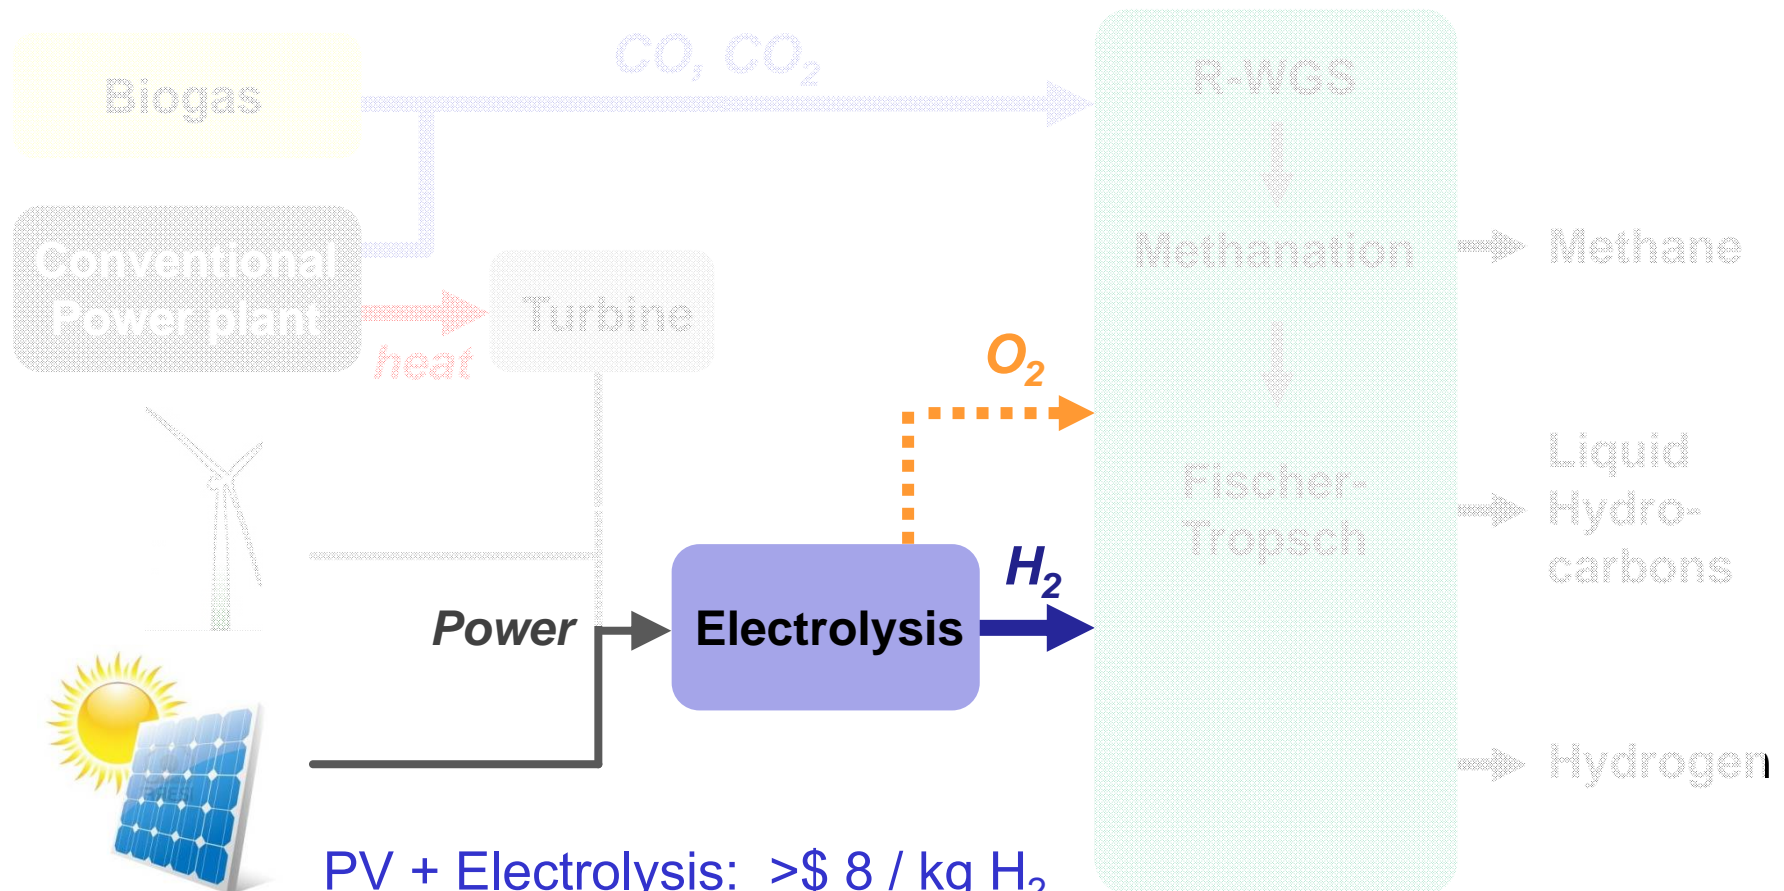 CO, CO2
R-WGS
Biogas
Conventional
Power plant
Turbine
Methanation
Methane
heat
O2
Liquid
Hydro-
carbons
Fischer-
Tropsch
H2
Power
Electrolysis
Hydrogen
PV + Electrolysis: >$ 8 / kg H2